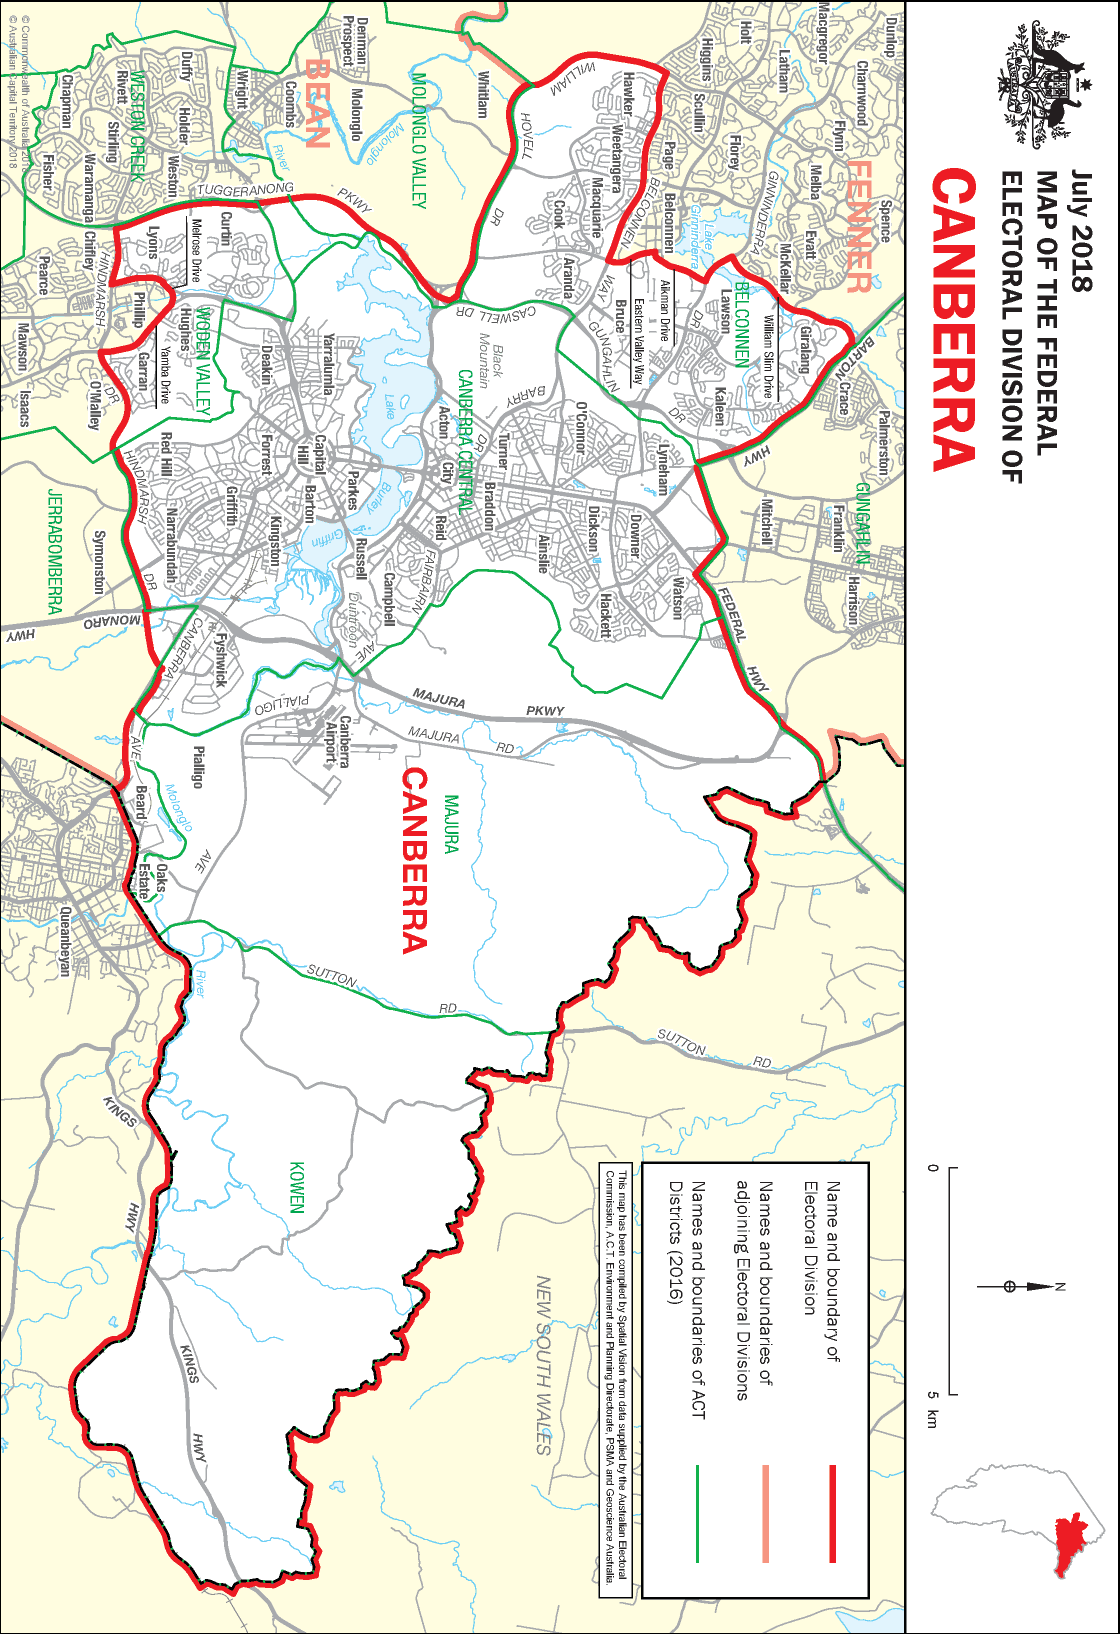 July 2018
MAP OF THE FEDERAL
ELECTORAL DIVISION OF
CANBERRA
0
5 km
N
Name and boundary of
Electoral Division
Names and boundaries of
adjoining Electoral Divisions
Names and boundaries of ACT
Districts (2016)
This map has been compiled by Spatial Vision from data supplied by the Australian Electoral
Commission, A.C.T. Environment and Planning Directorate, PSMA and Geoscience Australia.
NEW SOUTH WALES
Dunlop
Macgregor
Charnwood
Holt
Latham
Flynn
Higgins
Scullin
Florey
Melba
Spence
FENNER
Evatt
McKellar
GINNINDERRA
DR
Page
Belconnen
Lake
Ginninderra
BELCONNEN
Lawson
William Slim Drive
Giralang
Aikman Drive
Eastern Valley Way
Kaleen
BARTON
HWY
Crace
Palmerston
GUNGAHLIN
Franklin
Mitchell
Harrison
Hawker
Weetangera
Macquarie
Cook
Aranda
Bruce
BELCONNEN
WAY
GUNGAHLIN
DR
WILLIAM
HOVELL
DR
Whitlam
MOLONGLO VALLEY
Denman
Prospect
Molonglo
Molonglo
River
BEAN
Coombs
Wright
Duffy
Holder
WESTON CREEK
Rivett
Stirling
Weston
Chapman
Waramanga
Fisher
TUGGERANONG
PKWY
CASWELL DR
Black
Mountain
CANBERRA CENTRAL
BARRY
DR
O'Connor
Lyneham
Turner
Acton
City
Braddon
Reid
Dickson
Downer
Ainslie
Hackett
Watson
FEDERAL
HWY
FAIRBAIRN
AVE
Campbell
Duntroon
Russell
Parkes
Capital
Hill
Barton
Lake
Burley
Griffin
Yarralumla
Deakin
Forrest
Griffith
Kingston
Red Hill
Narrabundah
Curtin
Melrose Drive
Lyons
Chifley
Phillip
Hughes
WODEN VALLEY
Yamba Drive
Garran
O'Malley
HINDMARSH
DR
Pearce
Mawson
Isaacs
HINDMARSH
DR
JERRABOMBERRA
Symonston
MONARO
HWY
CANBERRA
AVE
Fyshwick
PIALLIGO
AVE
Canberra
Airport
MAJURA
PKWY
MAJURA
RD
MAJURA
CANBERRA
Pialligo
Beard
Molonglo
River
Oaks
Estate
Queanbeyan
SUTTON
RD
SUTTON
RD
KOWEN
KINGS
HWY
KINGS
HWY
© Commonwealth of Australia 2018
© Australian Capital Territory 2018